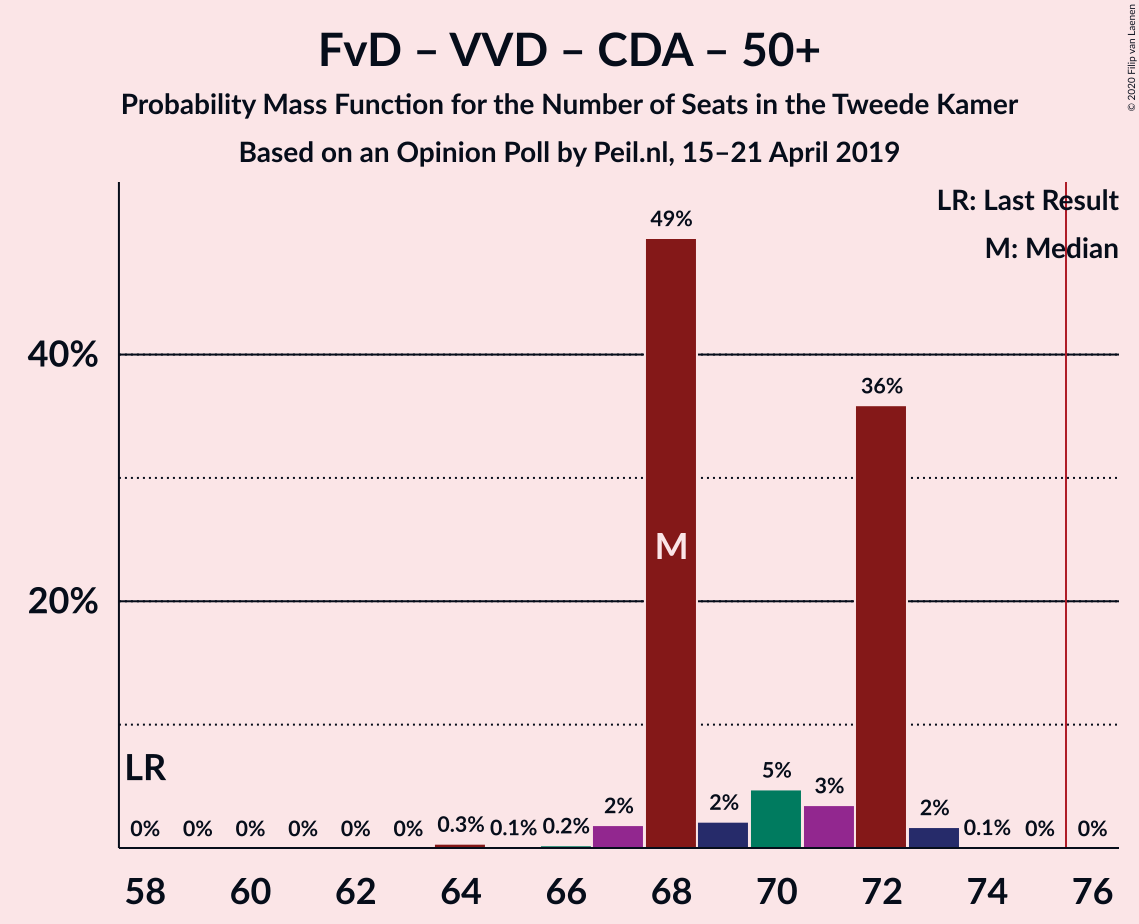 FvD – VVD – CDA – 50+
Probability Mass Function for the Number of Seats in the Tweede Kamer
Based on an Opinion Poll by Peil.nl, 15–21 April 2019
© 2020 Filip van Laenen
LR: Last Result
M: Median
49%
40%
36%
M
20%
LR
5%
3%
2%
2%
2%
0% 0% 0% 0% 0% 0% 0.3% 0.1% 0.2% 0.1% 0% 0%
58 60 62 64 66 68 70 72 74 76